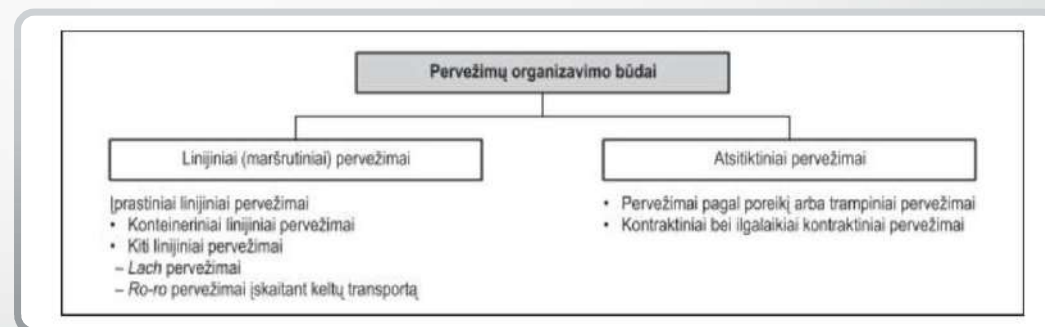 Pervežimų organizavimo būdai
Linijiniai (maršrutiniai) pervežimai
Įprastiniai linijiniai pervežimai
• Konteineriniai linijiniai pervežimai
• Kiti linijiniai pervežimai
– Lach pervežimai
– Ro-ro pervežimai įskaitant keltų transportą
Atsitiktiniai pervežimai
• Pervežimai pagal poreikį arba trampiniai pervežimai
• Kontraktiniai bei ilgalaikiai kontraktiniai pervežimai